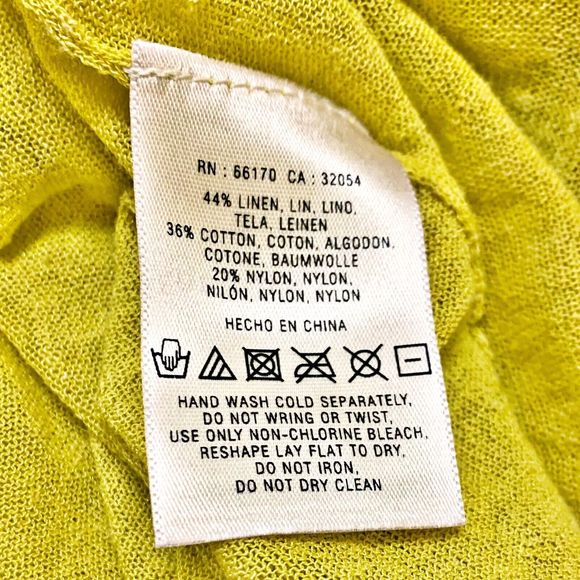 RN : 66170 CA : 32054
44% LINEN, LIN, LINO,
TELA, LEINEN
36% COTTON, COTON, ALGODON,
COTONE, BAUMWOLLE
20% NYLON, NYLON,
NILÓN, NYLON, NYLON
HECHO EN CHINA
HAND WASH COLD SEPARATELY,
DO NOT WRING OR TWIST,
USE ONLY NON-CHLORINE BLEACH,
RESHAPE LAY FLAT TO DRY,
DO NOT IRON,
DO NOT DRY CLEAN